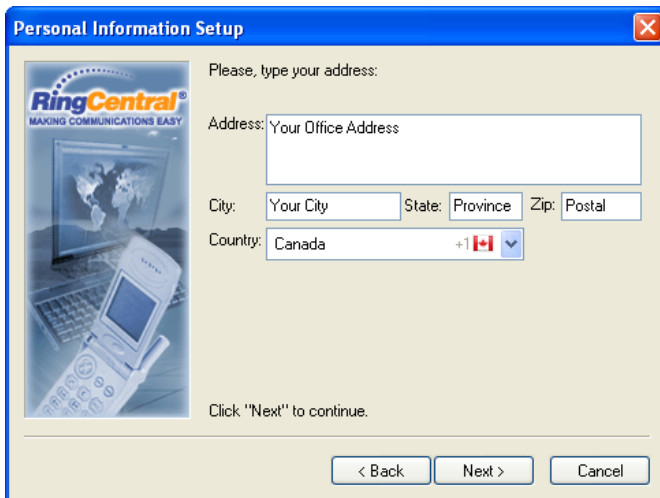 Personal Information Setup
RingCentral®
MAKING COMMUNICATIONS EASY
Please, type your address:
Address: Your Office Address
City: Your City State: Province Zip: Postal
Country: Canada +1
Click "Next" to continue.
< Back Next > Cancel